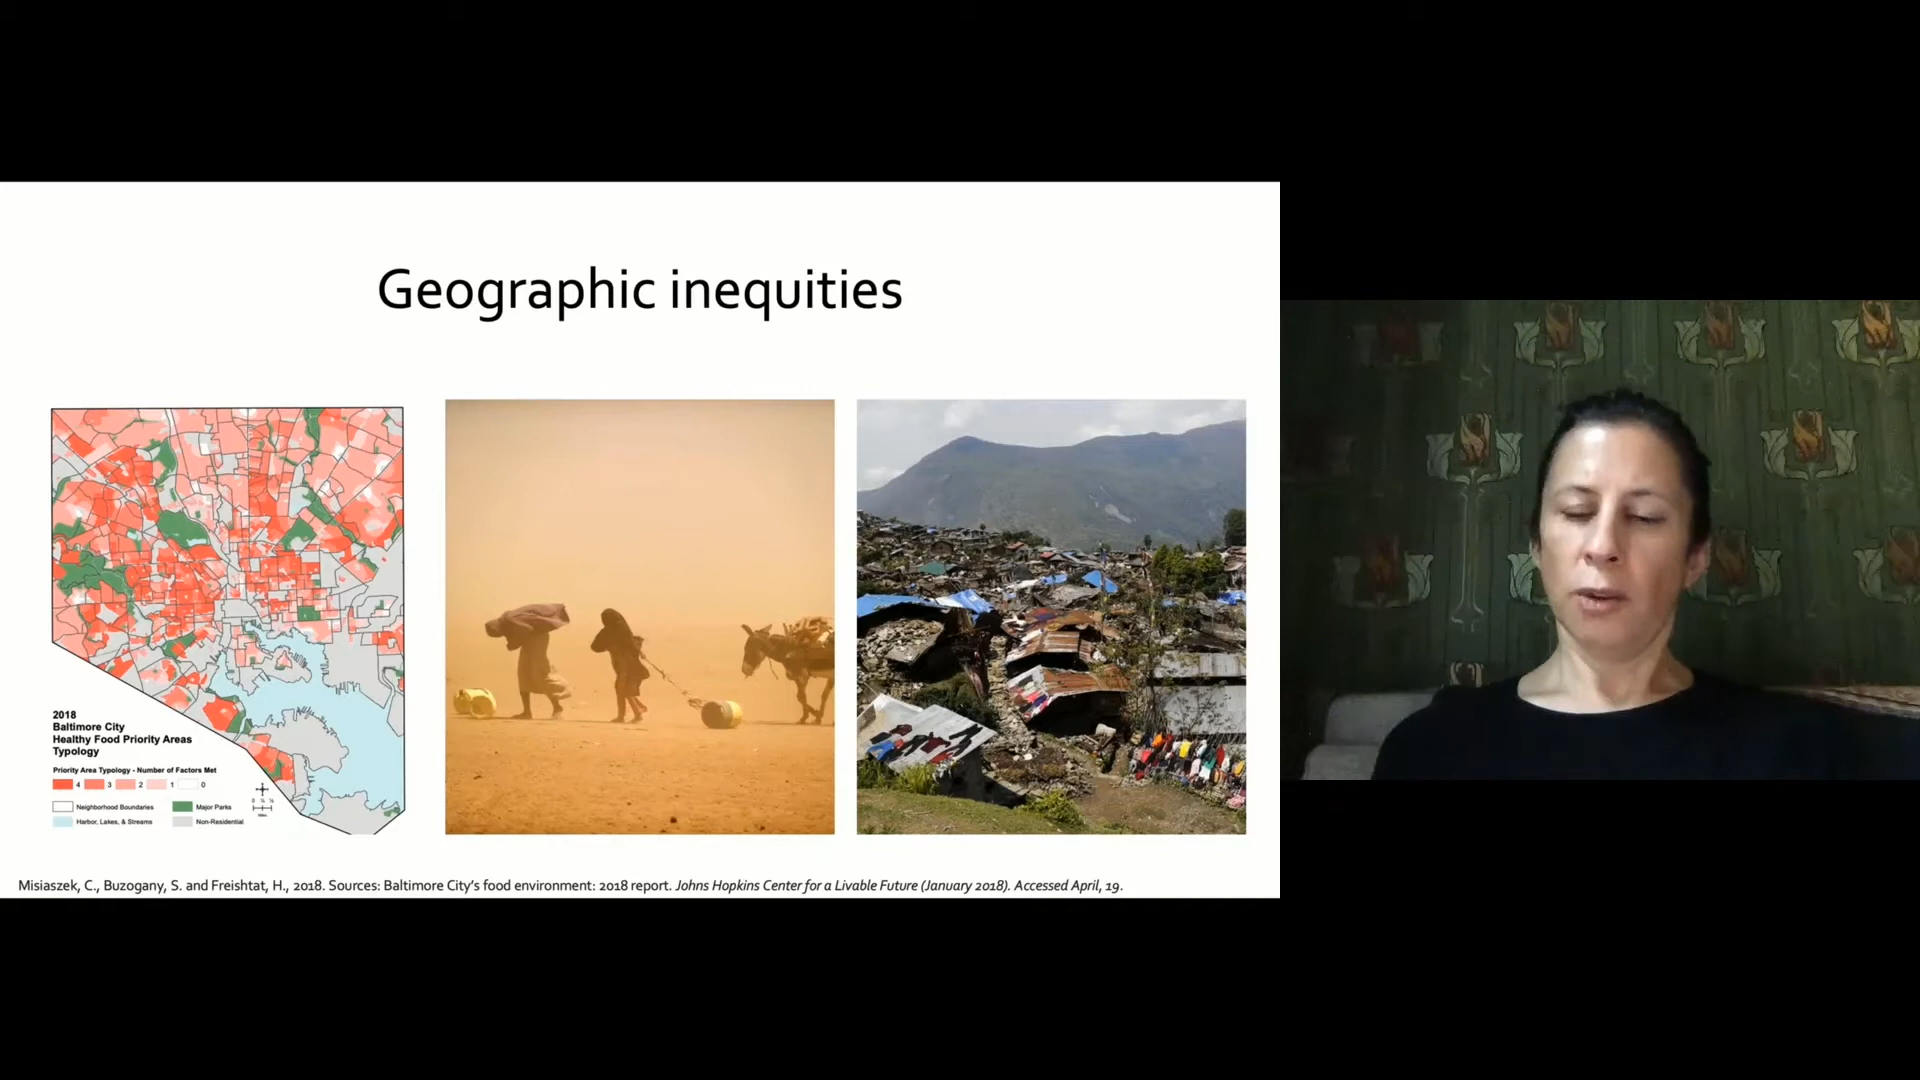 Geographic inequities
2018
Baltimore City
Healthy Food Priority Areas
Typology
Priority Area Typology - Number of Factors Met
4 3 2 1 0
Neighborhood Boundaries Major Parks
Harbor, Lakes, & Streams Non-Residential
Misiaszek, C., Buzogany, S. and Freishtat, H., 2018. Sources: Baltimore City's food environment: 2018 report. Johns Hopkins Center for a Livable Future (January 2018). Accessed April, 19.